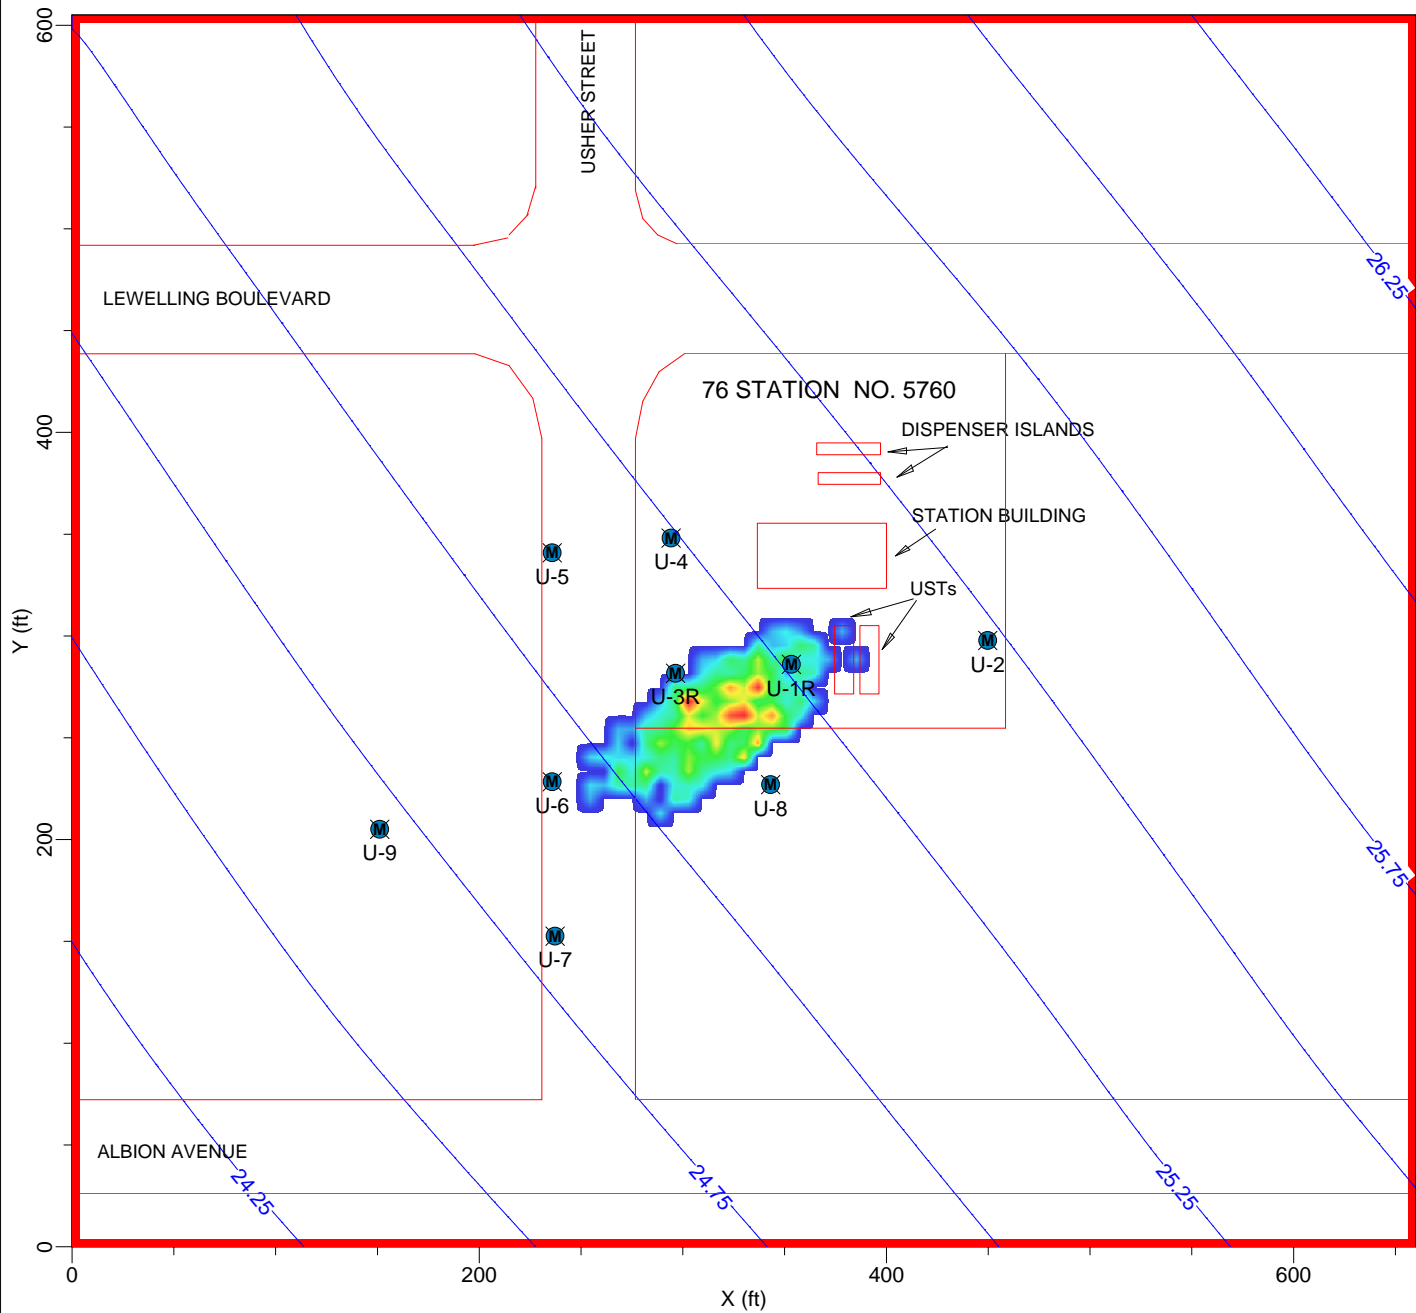 600
USHER STREET
26.25
LEWELLING BOULEVARD
76 STATION NO. 5760
400
DISPENSER ISLANDS
STATION BUILDING
M
U-4
M
U-5
USTs
Y (ft)
M
U-2
M
U-1R
M
U-3R
M
U-6
M
U-8
200
M
U-9
25.75
M
U-7
ALBION AVENUE
24.25
24.75
25.25
0
0
200
400
600
X (ft)